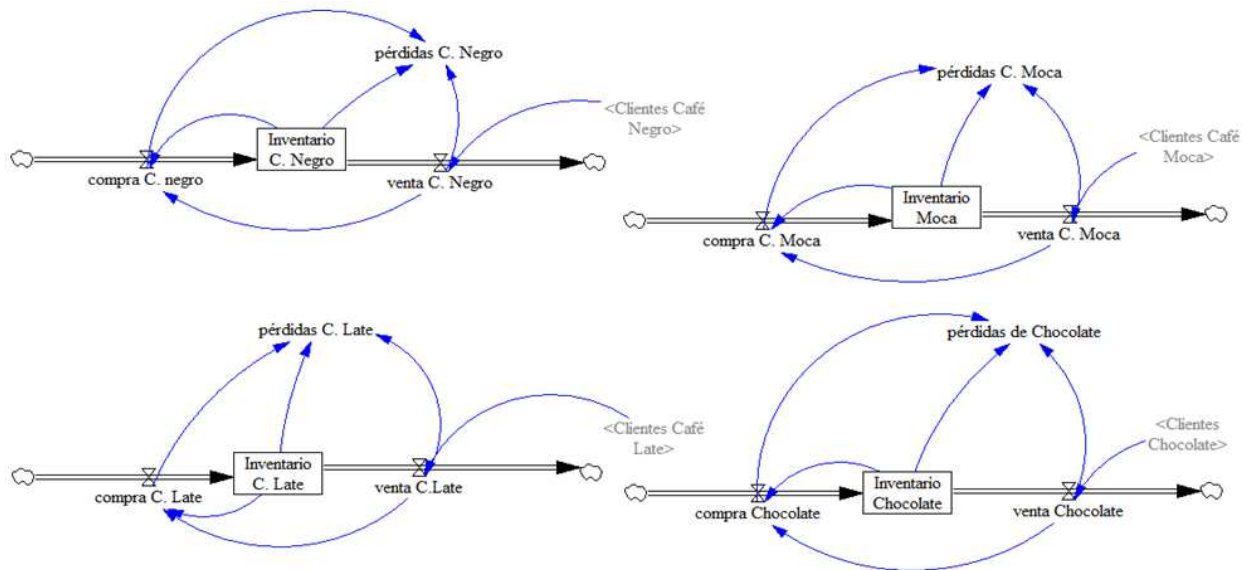 pérdidas C. Negro
<Clientes Café
Negro>
Inventario
C. Negro
compra C. negro
venta C. Negro
pérdidas C. Moca
<Clientes Café
Moca>
Inventario
Moca
compra C. Moca
venta C. Moca
pérdidas C. Late
<Clientes Café
Late>
Inventario
C. Late
compra C. Late
venta C.Late
pérdidas de Chocolate
<Clientes
Chocolate>
Inventario
Chocolate
compra Chocolate
venta Chocolate